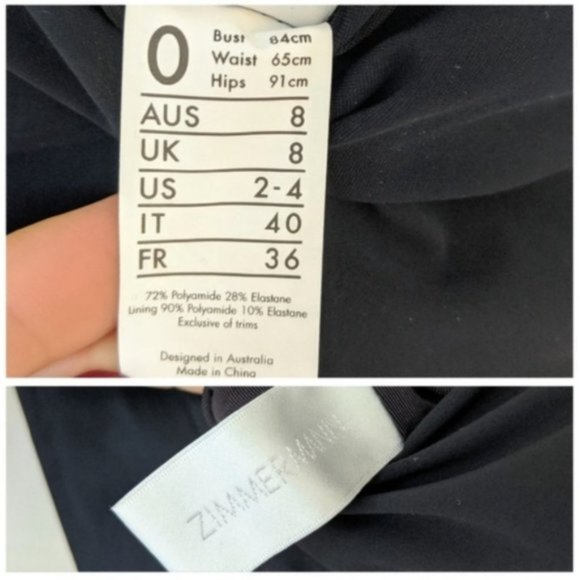 0
Bust 84cm
Waist 65cm
Hips 91cm
AUS 8
UK 8
US 2-4
IT 40
FR 36
72% Polyamide 28% Elastane
Lining 90% Polyamide 10% Elastane
Exclusive of trims
Designed in Australia
Made in China
ZIMMERMANN